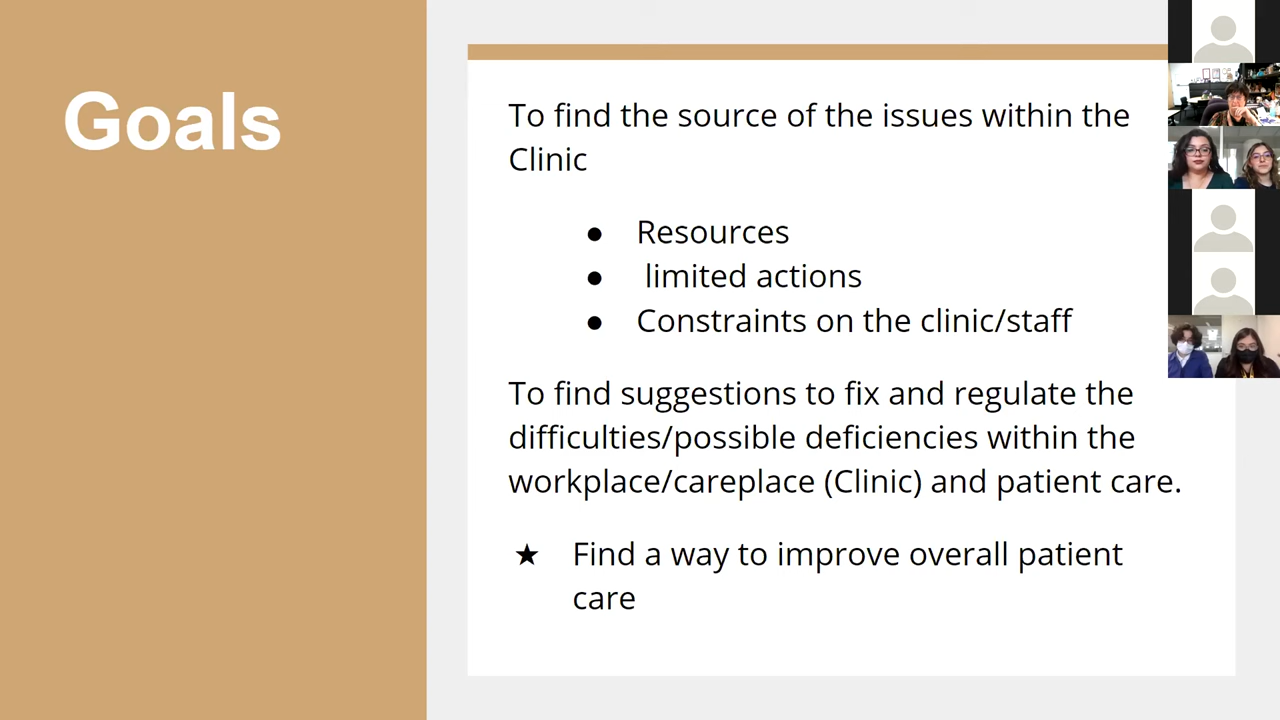 Goals
To find the source of the issues within the
Clinic
● Resources
● limited actions
● Constraints on the clinic/staff
To find suggestions to fix and regulate the
difficulties/possible deficiencies within the
workplace/careplace (Clinic) and patient care.
★ Find a way to improve overall patient
care